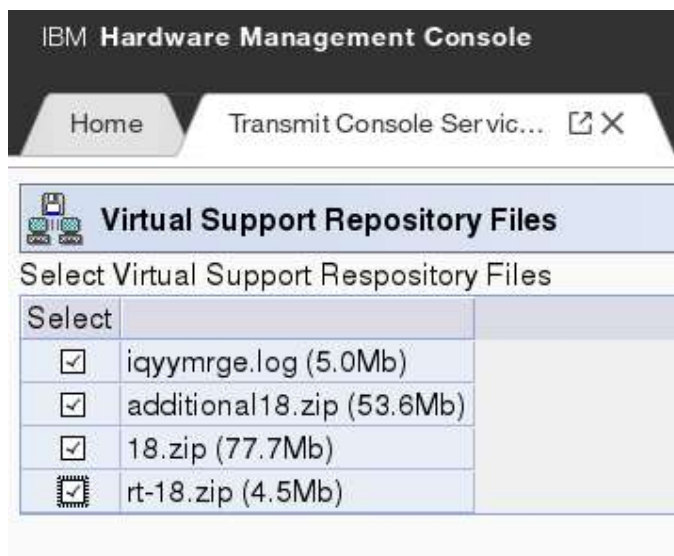 IBM Hardware Management Console
Home Transmit Console Servic...
Virtual Support Repository Files
Select Virtual Support Respository Files
Select
iqyymrge.log (5.0Mb)
additional18.zip (53.6Mb)
18.zip (77.7Mb)
rt-18.zip (4.5Mb)